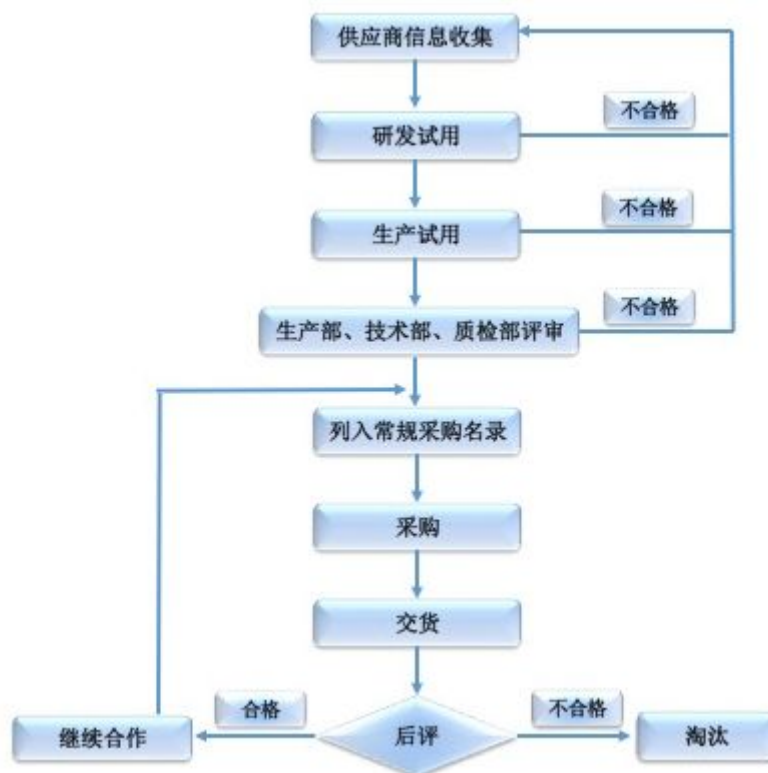 供应商信息收集
不合格
研发试用
不合格
生产试用
不合格
生产部、技术部、质检部评审
列入常规采购名录
采购
交货
合格
不合格
继续合作
后评
淘汰